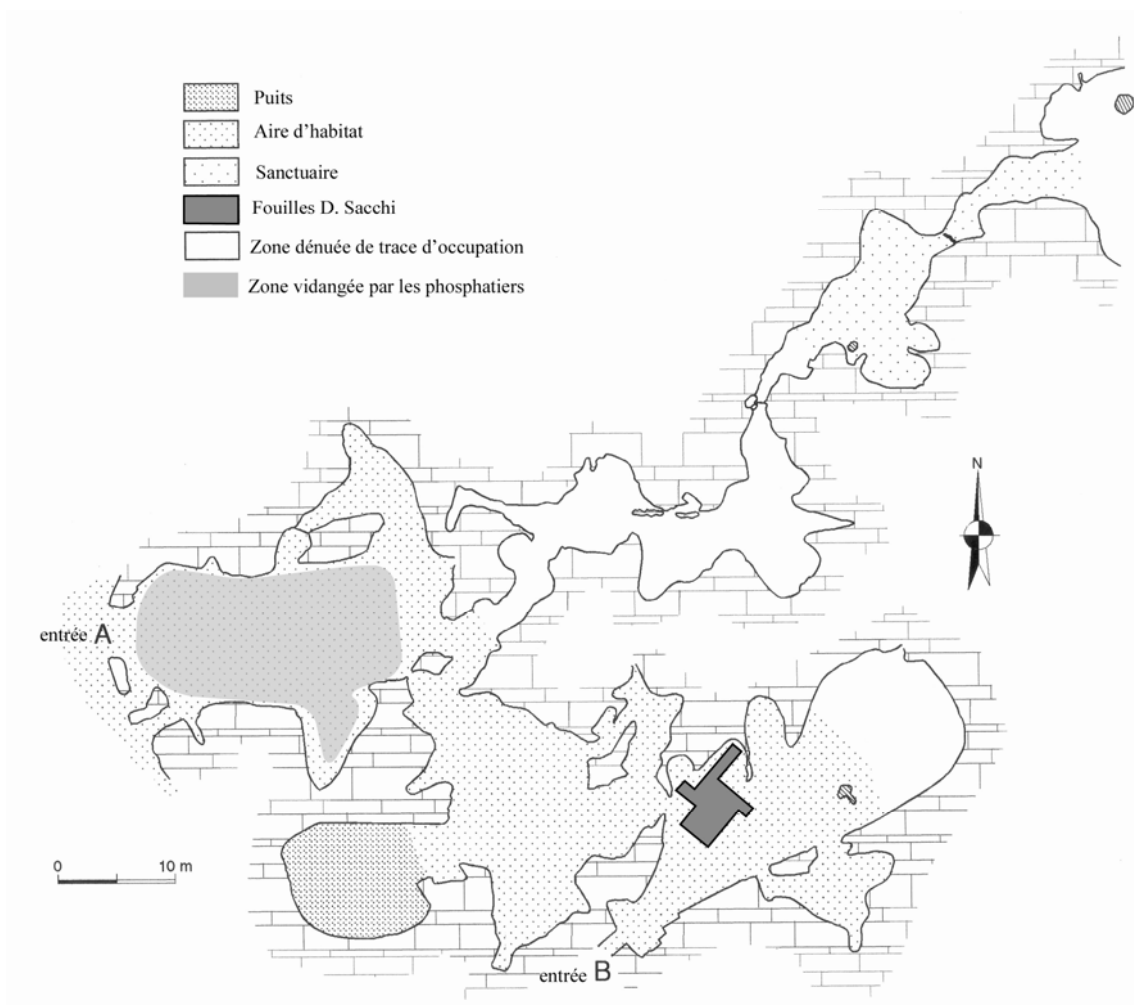 Puits
Aire d'habitat
Sanctuaire
Fouilles D. Sacchi
Zone dénuée de trace d'occupation
Zone vidangée par les phosphatiers
N
entrée A
0 10 m
entrée B